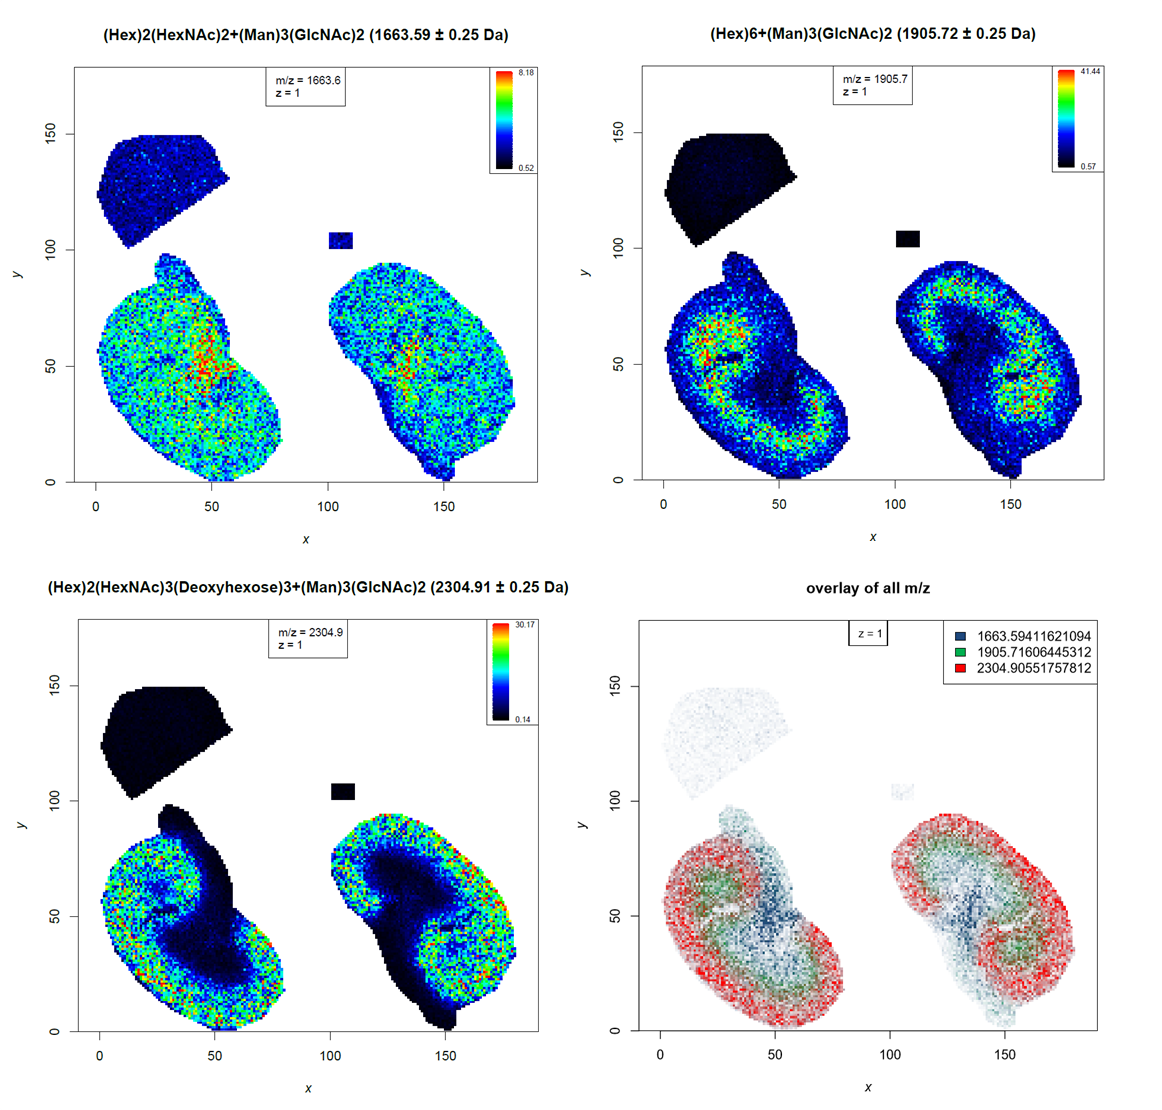 (Hex)2(HexNAc)2+(Man)3(GlcNAc)2 (1663.59 ± 0.25 Da)
m/z = 1663.6
z = 1
8.18
0.52
150
100
50
0
y
0
50
100
150
x
(Hex)6+(Man)3(GlcNAc)2 (1905.72 ± 0.25 Da)
m/z = 1905.7
z = 1
41.44
0.57
150
100
50
0
y
0
50
100
150
x
(Hex)2(HexNAc)3(Deoxyhexose)3+(Man)3(GlcNAc)2 (2304.91 ± 0.25 Da)
m/z = 2304.9
z = 1
30.17
0.14
150
100
50
0
y
0
50
100
150
x
overlay of all m/z
z = 1
1663.59411621094
1905.71606445312
2304.90551757812
150
100
50
0
y
0
50
100
150
x